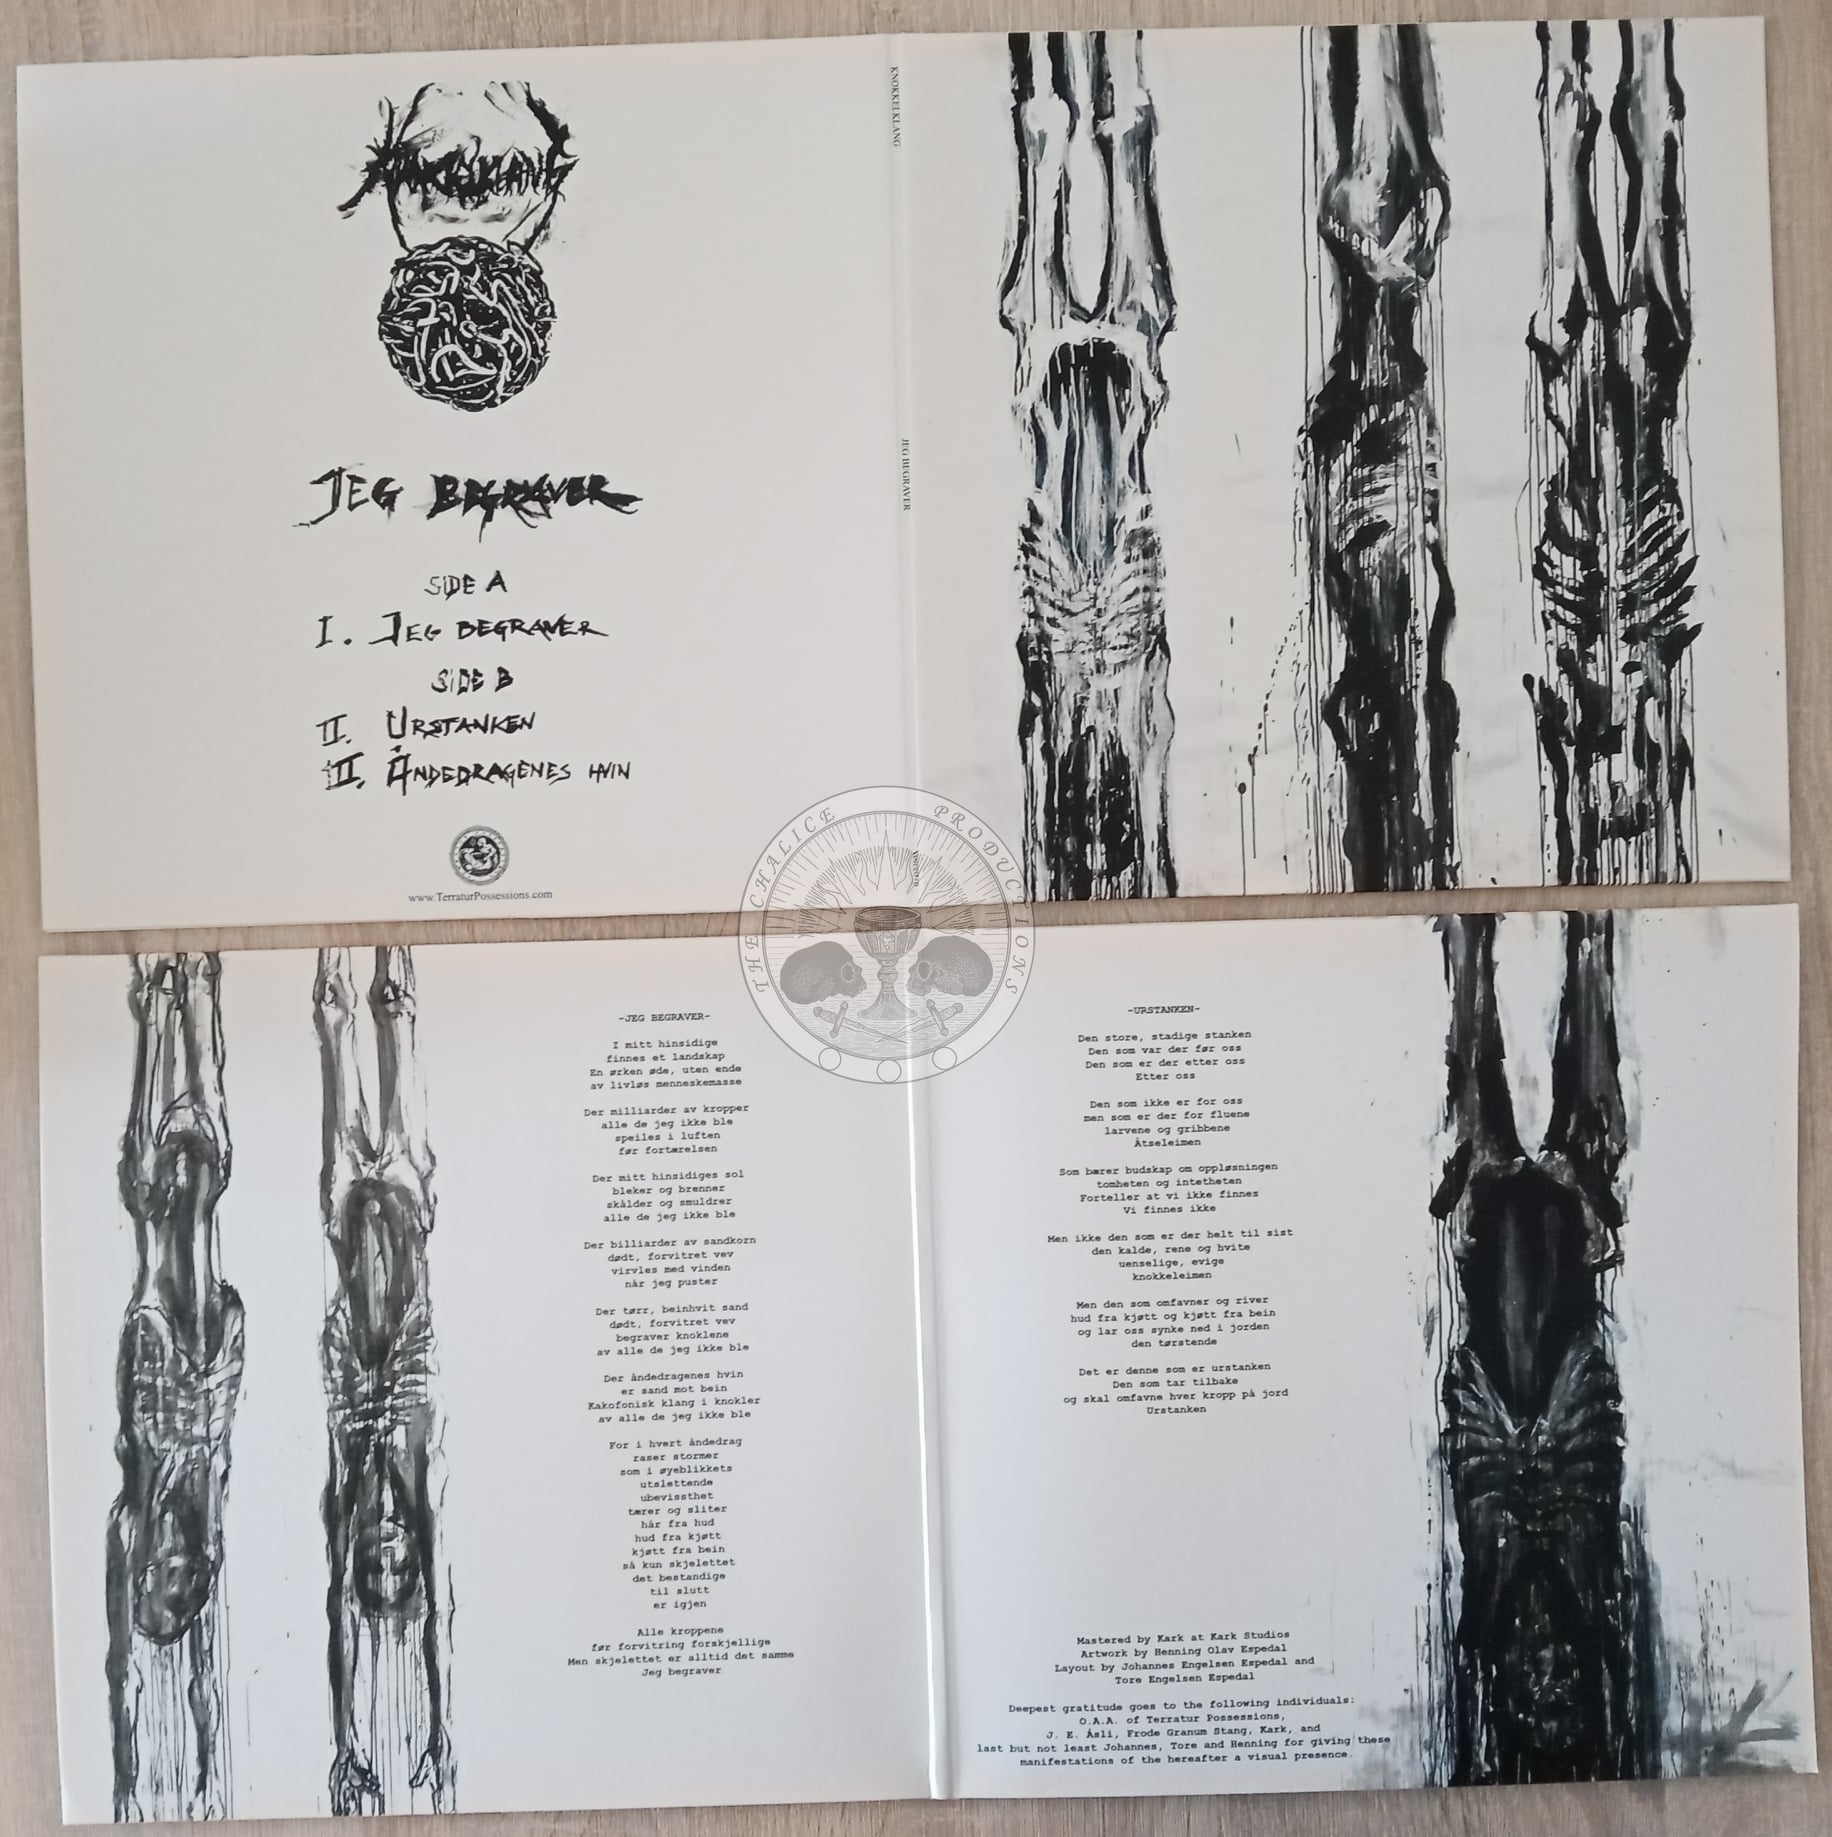 KNOKKELKLANG
JEG BEGRAVER
SIDE A
I. JEG BEGRAVER
SIDE B
II. URSTANKEN
III. ÅNDEDRAGENES HVIN
www.TerraturPossessions.com
KNOKKELKLANG
JEG BEGRAVER
THE CHALICE PRODUCTIONS
-JEG BEGRAVER-
I mitt hinsidige
finnes et landskap
En ørken øde, uten ende
av livløs menneskemasse
Der milliarder av kropper
alle de jeg ikke ble
speiles i luften
før fortærelsen
Der mitt hinsidiges sol
bleker og brenner
skålder og smuldrer
alle de jeg ikke ble
Der billiarder av sandkorn
dødt, forvitret vev
virvles med vinden
når jeg puster
Der tørr, beinhvit sand
dødt, forvitret vev
begraver knoklene
av alle de jeg ikke ble
Der åndedragenes hvin
er sand mot bein
Kakofonisk klang i knokler
av alle de jeg ikke ble
For i hvert åndedrag
raser stormer
som i øyeblikkets
utslettende
ubevissthet
tærer og sliter
hår fra hud
hud fra kjøtt
kjøtt fra bein
så kun skjelettet
det bestandige
til slutt
er igjen
Alle kroppene
før forvitring forskjellige
Men skjelettet er alltid det samme
Jeg begraver
-URSTANKEN-
Den store, stadige stanken
Den som var der før oss
Den som er der etter oss
Etter oss
Den som ikke er for oss
men som er der for fluene
larvene og gribbene
Åtseleimen
Som bærer budskap om oppløsningen
tomheten og intetheten
Forteller at vi ikke finnes
Vi finnes ikke
Men ikke den som er der helt til sist
den kalde, rene og hvite
uenselige, evige
knokkeleimen
Men den som omfavner og river
hud fra kjøtt og kjøtt fra bein
og lar oss synke ned i jorden
den tørstende
Det er denne som er urstanken
Den som tar tilbake
og skal omfavne hver kropp på jord
Urstanken
Mastered by Kark at Kark Studios
Artwork by Henning Olav Espedal
Layout by Johannes Engelsen Espedal and
Tore Engelsen Espedal
Deepest gratitude goes to the following individuals:
O.A.A. of Terratur Possessions,
J. E. Åsli, Frode Granum Stang, Kark, and
last but not least Johannes, Tore and Henning for giving these
manifestations of the hereafter a visual presence.